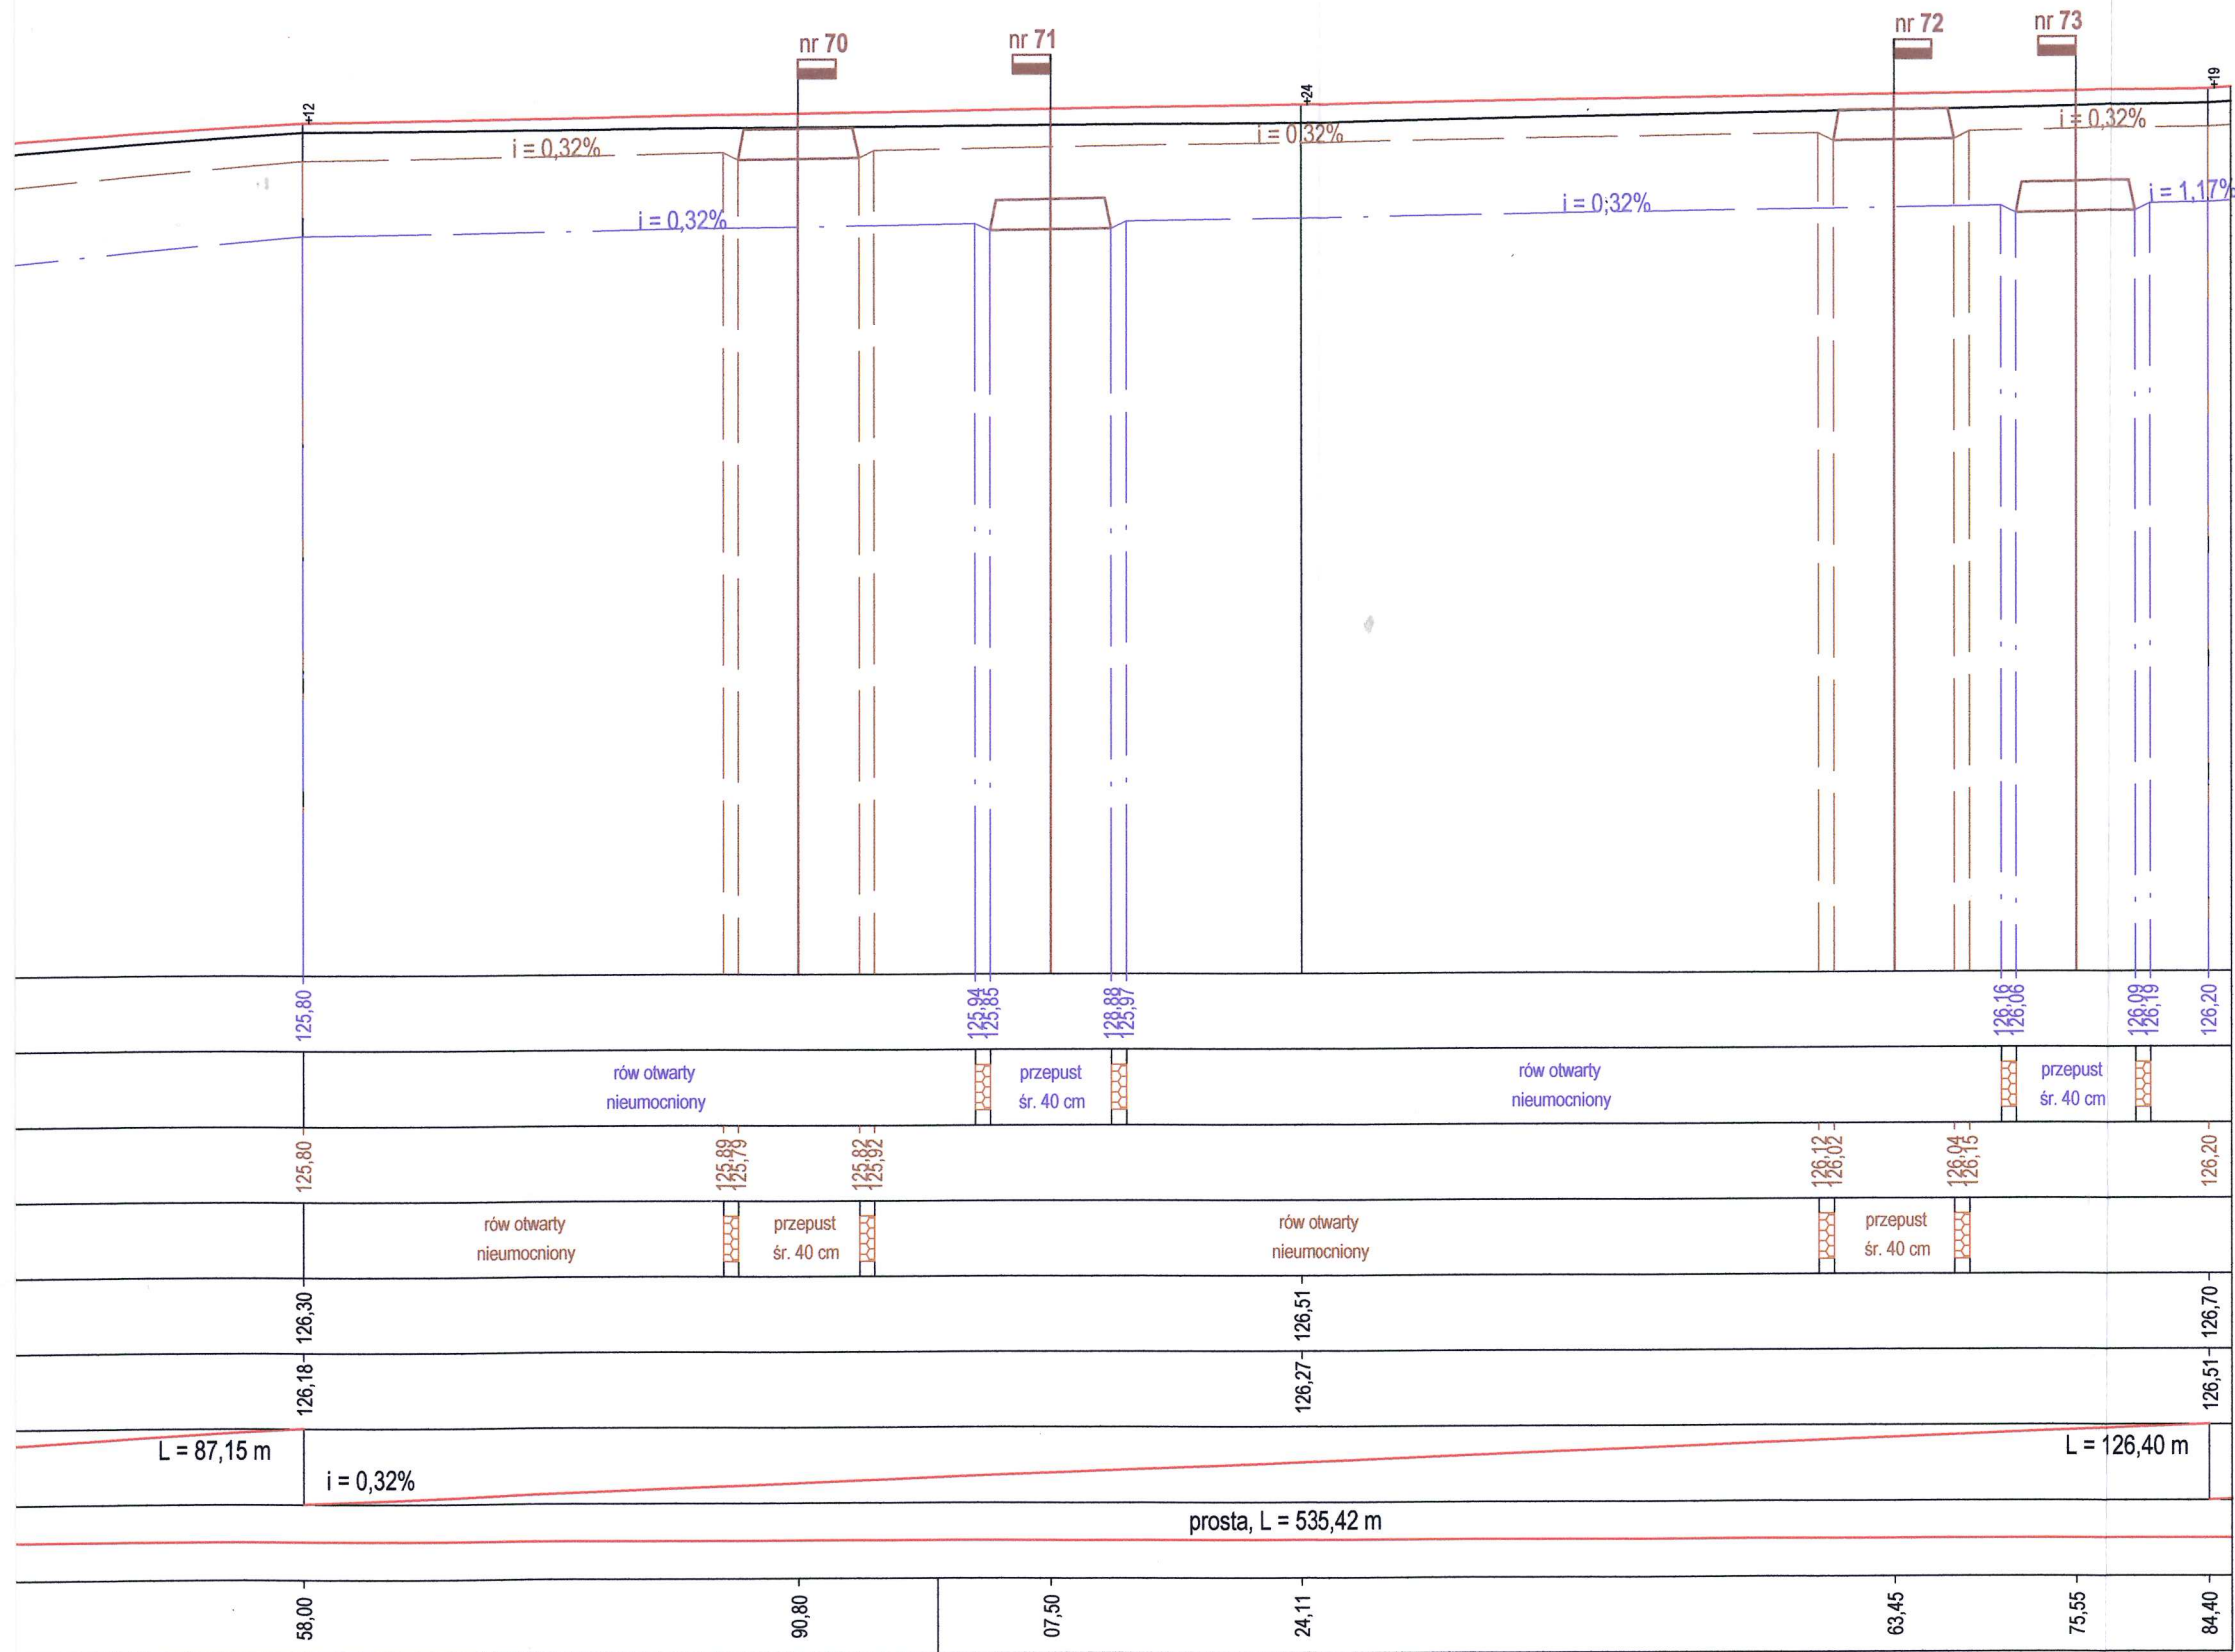 nr 70
nr 71
nr 72
nr 73
+12
+24
+19
i = 0,32%
i = 0,32%
i = 0,32%
i = 0,32%
i = 0,32%
i = 1,17%
125,80
125,94
125,85
128,88
125,97
126,16
126,06
126,09
126,19
126,20
rów otwarty
nieumocniony
przepust
śr. 40 cm
rów otwarty
nieumocniony
przepust
śr. 40 cm
125,80
125,89
125,79
125,82
125,92
126,12
126,02
126,04
126,15
126,20
rów otwarty
nieumocniony
przepust
śr. 40 cm
rów otwarty
nieumocniony
przepust
śr. 40 cm
126,30
126,51
126,70
126,18
126,27
126,51
L = 87,15 m
i = 0,32%
L = 126,40 m
prosta, L = 535,42 m
58,00
90,80
07,50
24,11
63,45
75,55
84,40